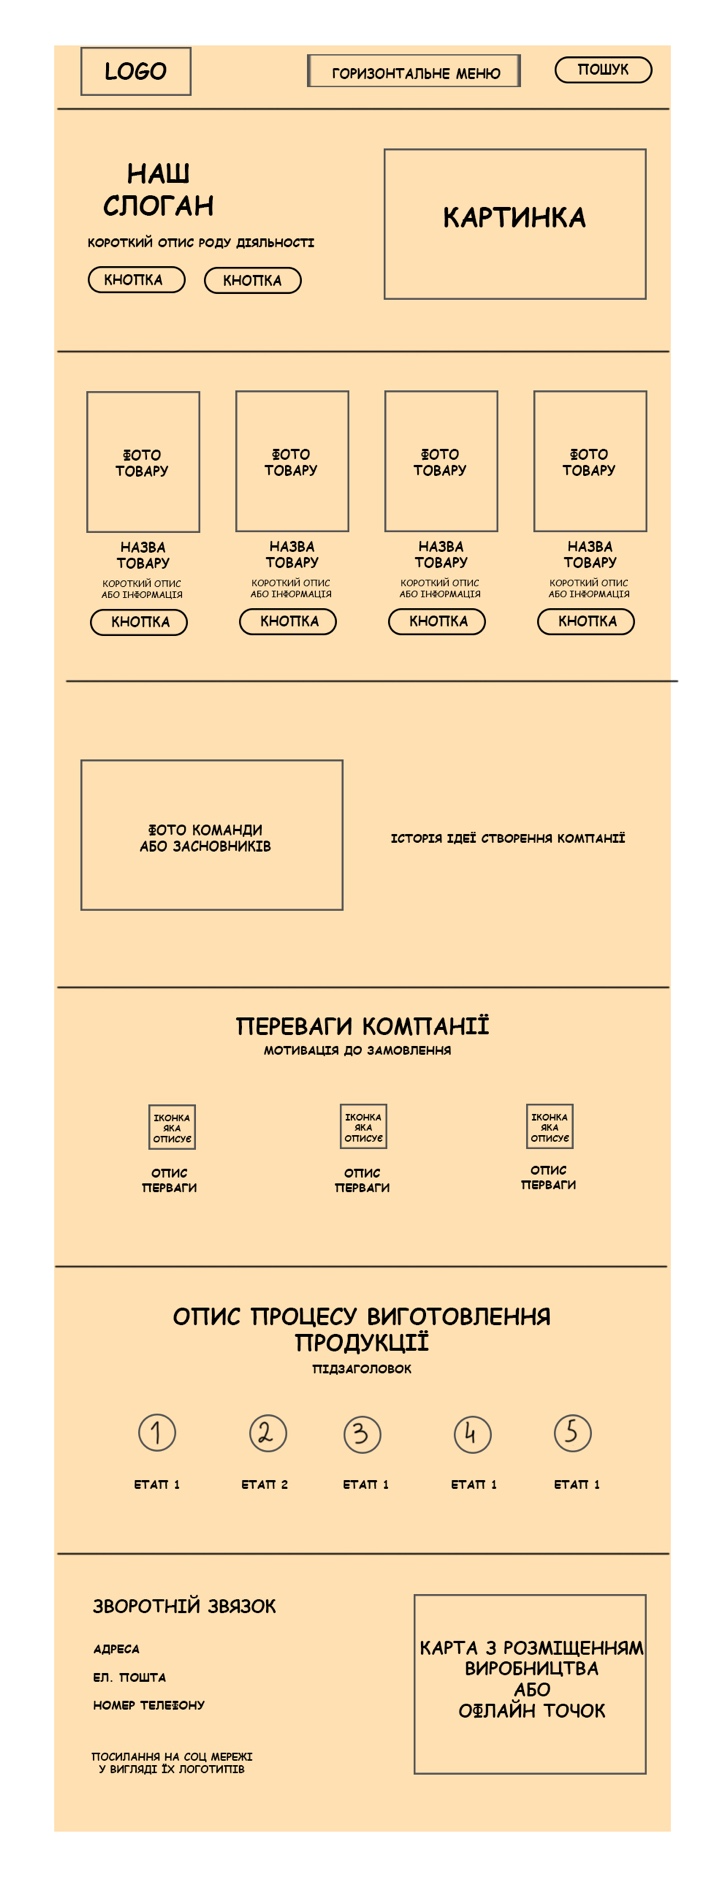 LOGO
ГОРИЗОНТАЛЬНЕ МЕНЮ
ПОШУК
НАШ
СЛОГАН
КОРОТКИЙ ОПИС РОДУ ДІЯЛЬНОСТІ
КНОПКА
КНОПКА
КАРТИНКА
ФОТО
ТОВАРУ
НАЗВА
ТОВАРУ
КОРОТКИЙ ОПИС
АБО ІНФОРМАЦІЯ
КНОПКА
ФОТО
ТОВАРУ
НАЗВА
ТОВАРУ
КОРОТКИЙ ОПИС
АБО ІНФОРМАЦІЯ
КНОПКА
ФОТО
ТОВАРУ
НАЗВА
ТОВАРУ
КОРОТКИЙ ОПИС
АБО ІНФОРМАЦІЯ
КНОПКА
ФОТО
ТОВАРУ
НАЗВА
ТОВАРУ
КОРОТКИЙ ОПИС
АБО ІНФОРМАЦІЯ
КНОПКА
ФОТО КОМАНДИ
АБО ЗАСНОВНИКІВ
ІСТОРІЯ ІДЕЇ СТВОРЕННЯ КОМПАНІЇ
ПЕРЕВАГИ КОМПАНІЇ
МОТИВАЦІЯ ДО ЗАМОВЛЕННЯ
ІКОНКА
ЯКА
ОПИСУЄ
ОПИС
ПЕРВАГИ
ІКОНКА
ЯКА
ОПИСУЄ
ОПИС
ПЕРВАГИ
ІКОНКА
ЯКА
ОПИСУЄ
ОПИС
ПЕРВАГИ
ОПИС ПРОЦЕСУ ВИГОТОВЛЕННЯ
ПРОДУКЦІЇ
ПІДЗАГОЛОВОК
1
2
3
4
5
ЕТАП 1
ЕТАП 2
ЕТАП 1
ЕТАП 1
ЕТАП 1
ЗВОРОТНІЙ ЗВЯЗОК
АДРЕСА
ЕЛ. ПОШТА
НОМЕР ТЕЛЕФОНУ
ПОСИЛАННЯ НА СОЦ МЕРЕЖІ
У ВИГЛЯДІ ЇХ ЛОГОТИПІВ
КАРТА З РОЗМІЩЕННЯМ
ВИРОБНИЦТВА
АБО
ОФЛАЙН ТОЧОК